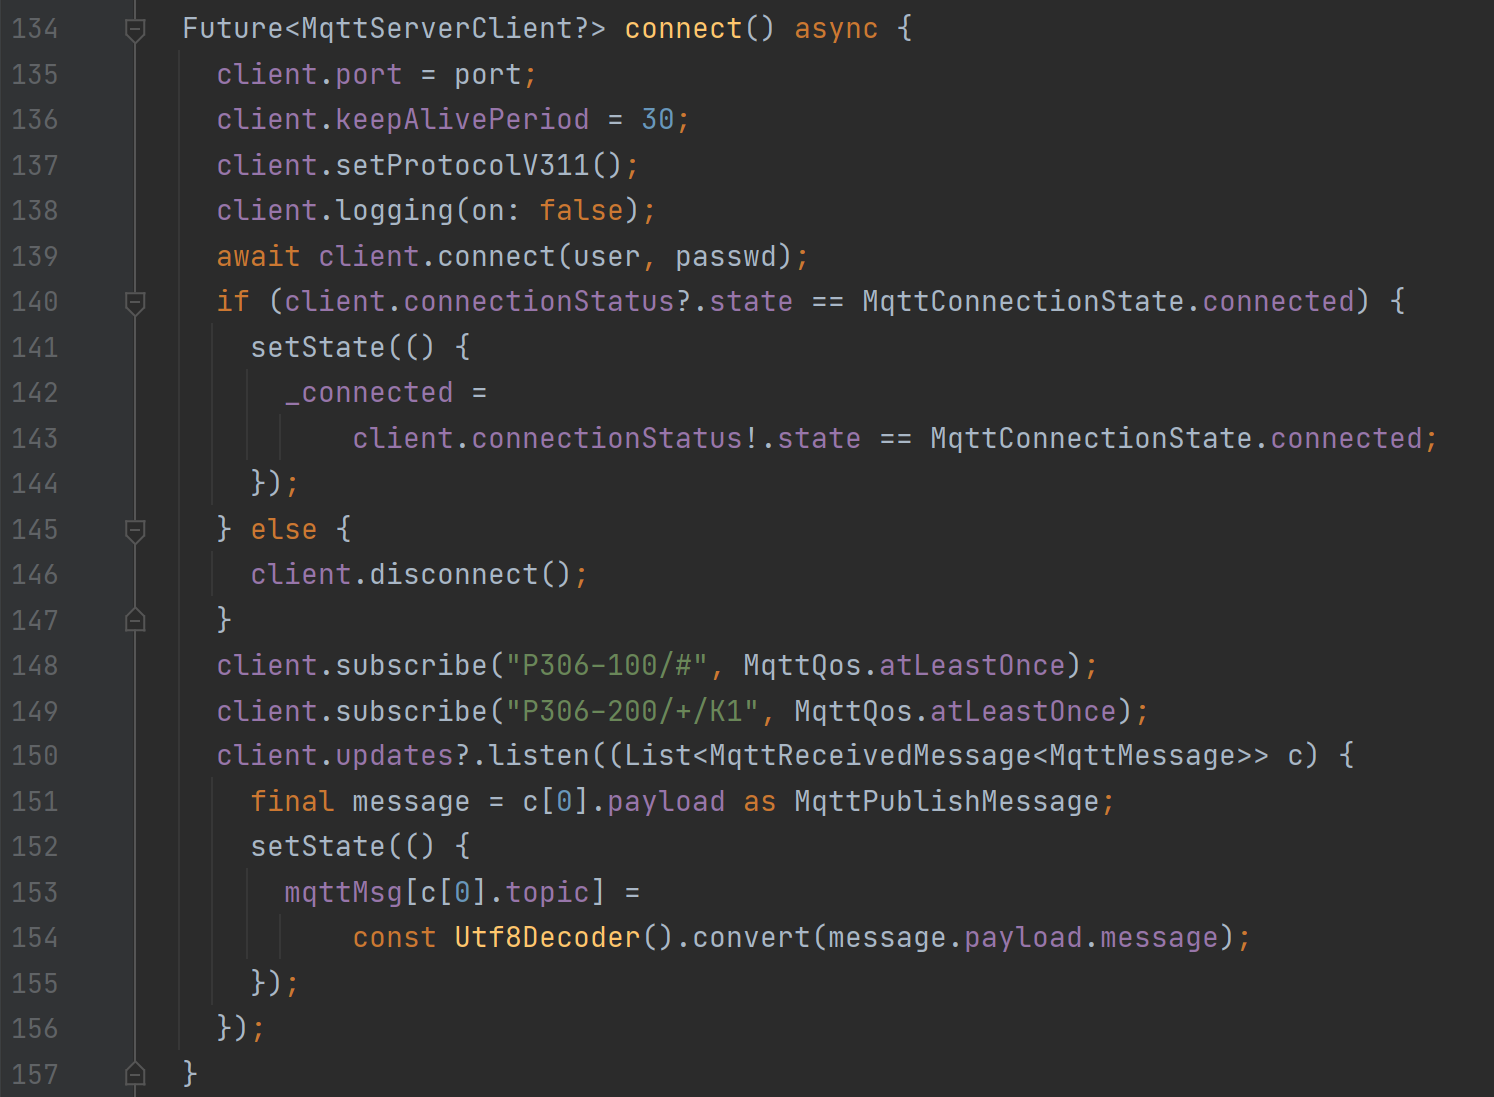 134 Future<MqttServerClient?> connect() async {
135 client.port = port;
136 client.keepAlivePeriod = 30;
137 client.setProtocolV311();
138 client.logging(on: false);
139 await client.connect(user, passwd);
140 if (client.connectionStatus?.state == MqttConnectionState.connected) {
141 setState(() {
142 _connected =
143 client.connectionStatus!.state == MqttConnectionState.connected;
144 });
145 } else {
146 client.disconnect();
147 }
148 client.subscribe("P306-100/#", MqttQos.atLeastOnce);
149 client.subscribe("P306-200/+/K1", MqttQos.atLeastOnce);
150 client.updates?.listen((List<MqttReceivedMessage<MqttMessage>> c) {
151 final message = c[0].payload as MqttPublishMessage;
152 setState(() {
153 mqttMsg[c[0].topic] =
154 const Utf8Decoder().convert(message.payload.message);
155 });
156 });
157 }